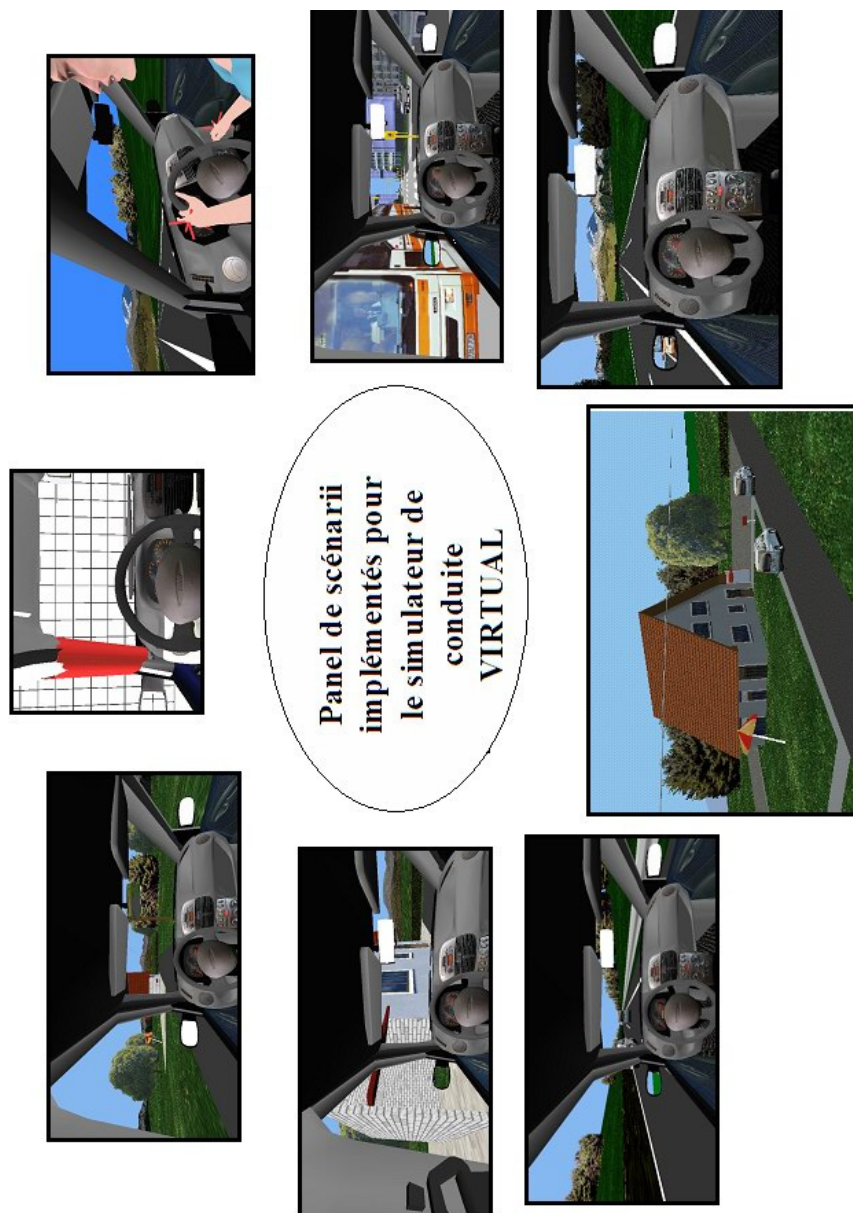 Panel de scénarii
implémentés pour
le simulateur de
conduite
VIRTUAL